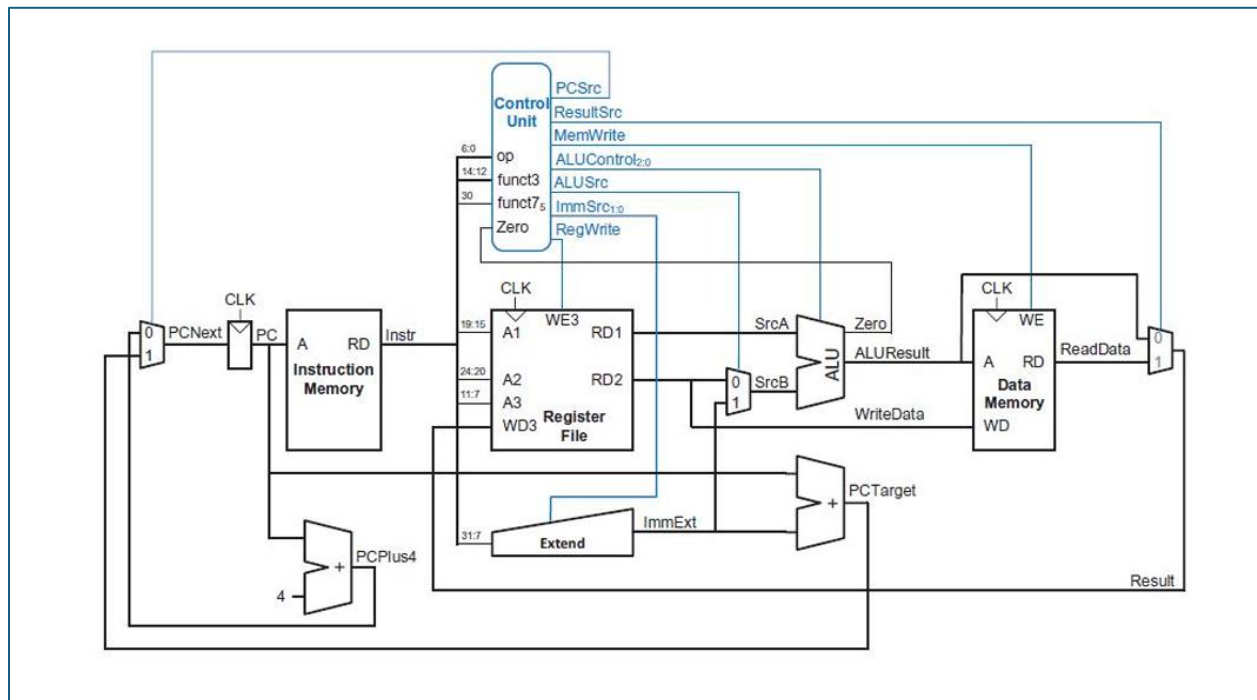 PCSrc
Control
Unit
ResultSrc
MemWrite
ALUControl2:0
ALUSrc
ImmSrc1:0
RegWrite
6:0
op
14:12
funct3
30
funct75
Zero
CLK
CLK
CLK
0
1
PCNext
PC
A
RD
Instruction
Memory
Instr
19:15
A1
WE3
RD1
24:20
A2
RD2
11:7
A3
WD3
Register
File
SrcA
0
1
SrcB
ALU
Zero
ALUResult
WriteData
WE
A
RD
Data
Memory
WD
ReadData
0
1
31:7
Extend
ImmExt
+
PCTarget
4
+
PCPlus4
Result